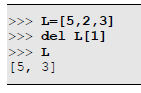 >>> L=[5,2,3]
>>> del L[1]
>>> L
[5, 3]